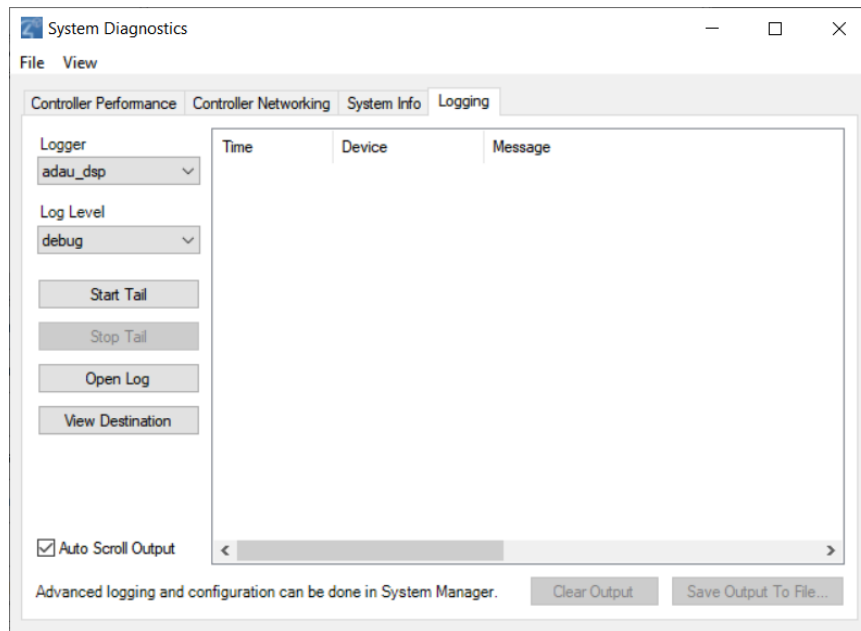 System Diagnostics
File View
Controller Performance Controller Networking System Info Logging
Logger
adau_dsp
Log Level
debug
Start Tail
Stop Tail
Open Log
View Destination
Auto Scroll Output
Time Device Message
Advanced logging and configuration can be done in System Manager.
Clear Output Save Output To File...